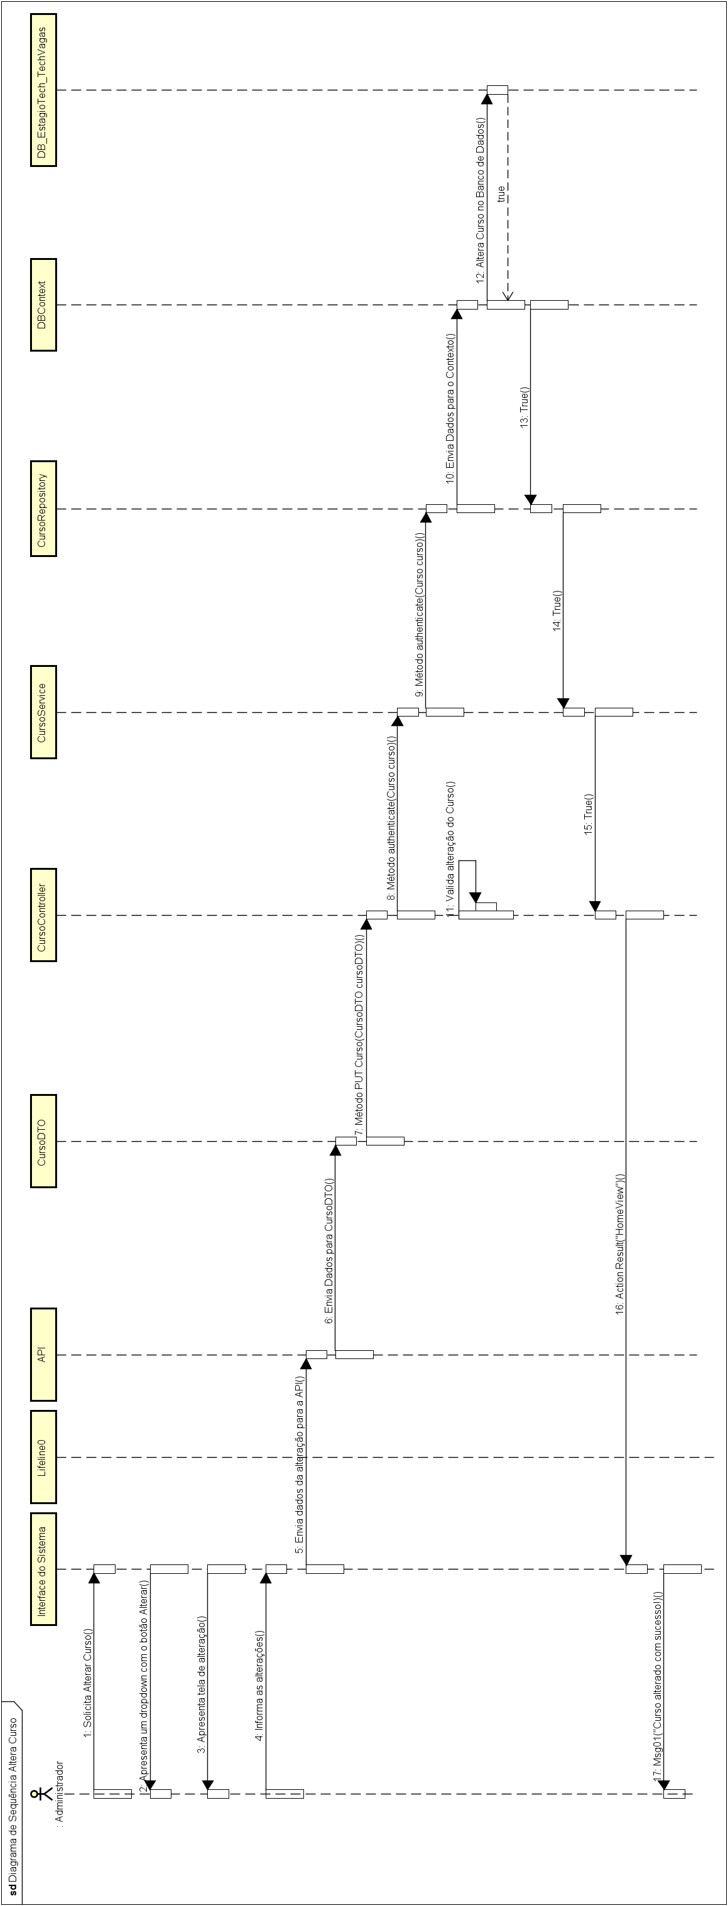 sd Diagrama de Sequência Altera Curso
: Administrador
Interface do Sistema
Lifeline0
API
CursoDTO
CursoController
CursoService
CursoRepository
DBContext
DB_EstagioTech_TechVagas
1: Solicita Alterar Curso()
2: Apresenta um dropdown com o botão Alterar()
3: Apresenta tela de alteração()
4: Informa as alterações()
5: Envia dados da alteração para a API()
6: Envia Dados para CursoDTO()
7: Método PUT Curso(CursoDTO cursoDTO)()
8: Método authenticate(Curso curso)()
9: Método authenticate(Curso curso)()
10: Envia Dados para o Contexto()
11: Valida alteração do Curso()
12: Altera Curso no Banco de Dados()
true
13: True()
14: True()
15: True()
16: Action Result("HomeView")()
17: Msg01("Curso alterado com sucesso!)()